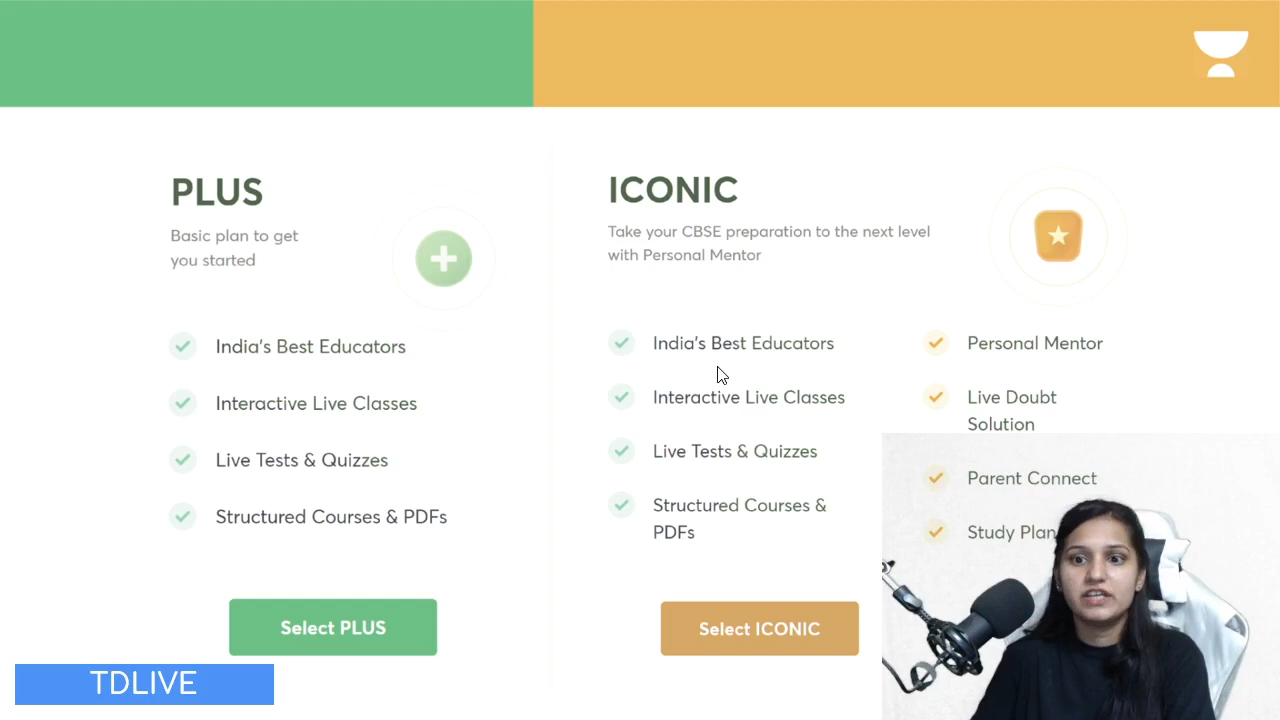 PLUS
Basic plan to get
you started
India's Best Educators
Interactive Live Classes
Live Tests & Quizzes
Structured Courses & PDFs
Select PLUS
ICONIC
Take your CBSE preparation to the next level
with Personal Mentor
India's Best Educators
Interactive Live Classes
Live Tests & Quizzes
Structured Courses &
PDFs
Personal Mentor
Live Doubt
Solution
Parent Connect
Study Plan
Select ICONIC
TDLIVE